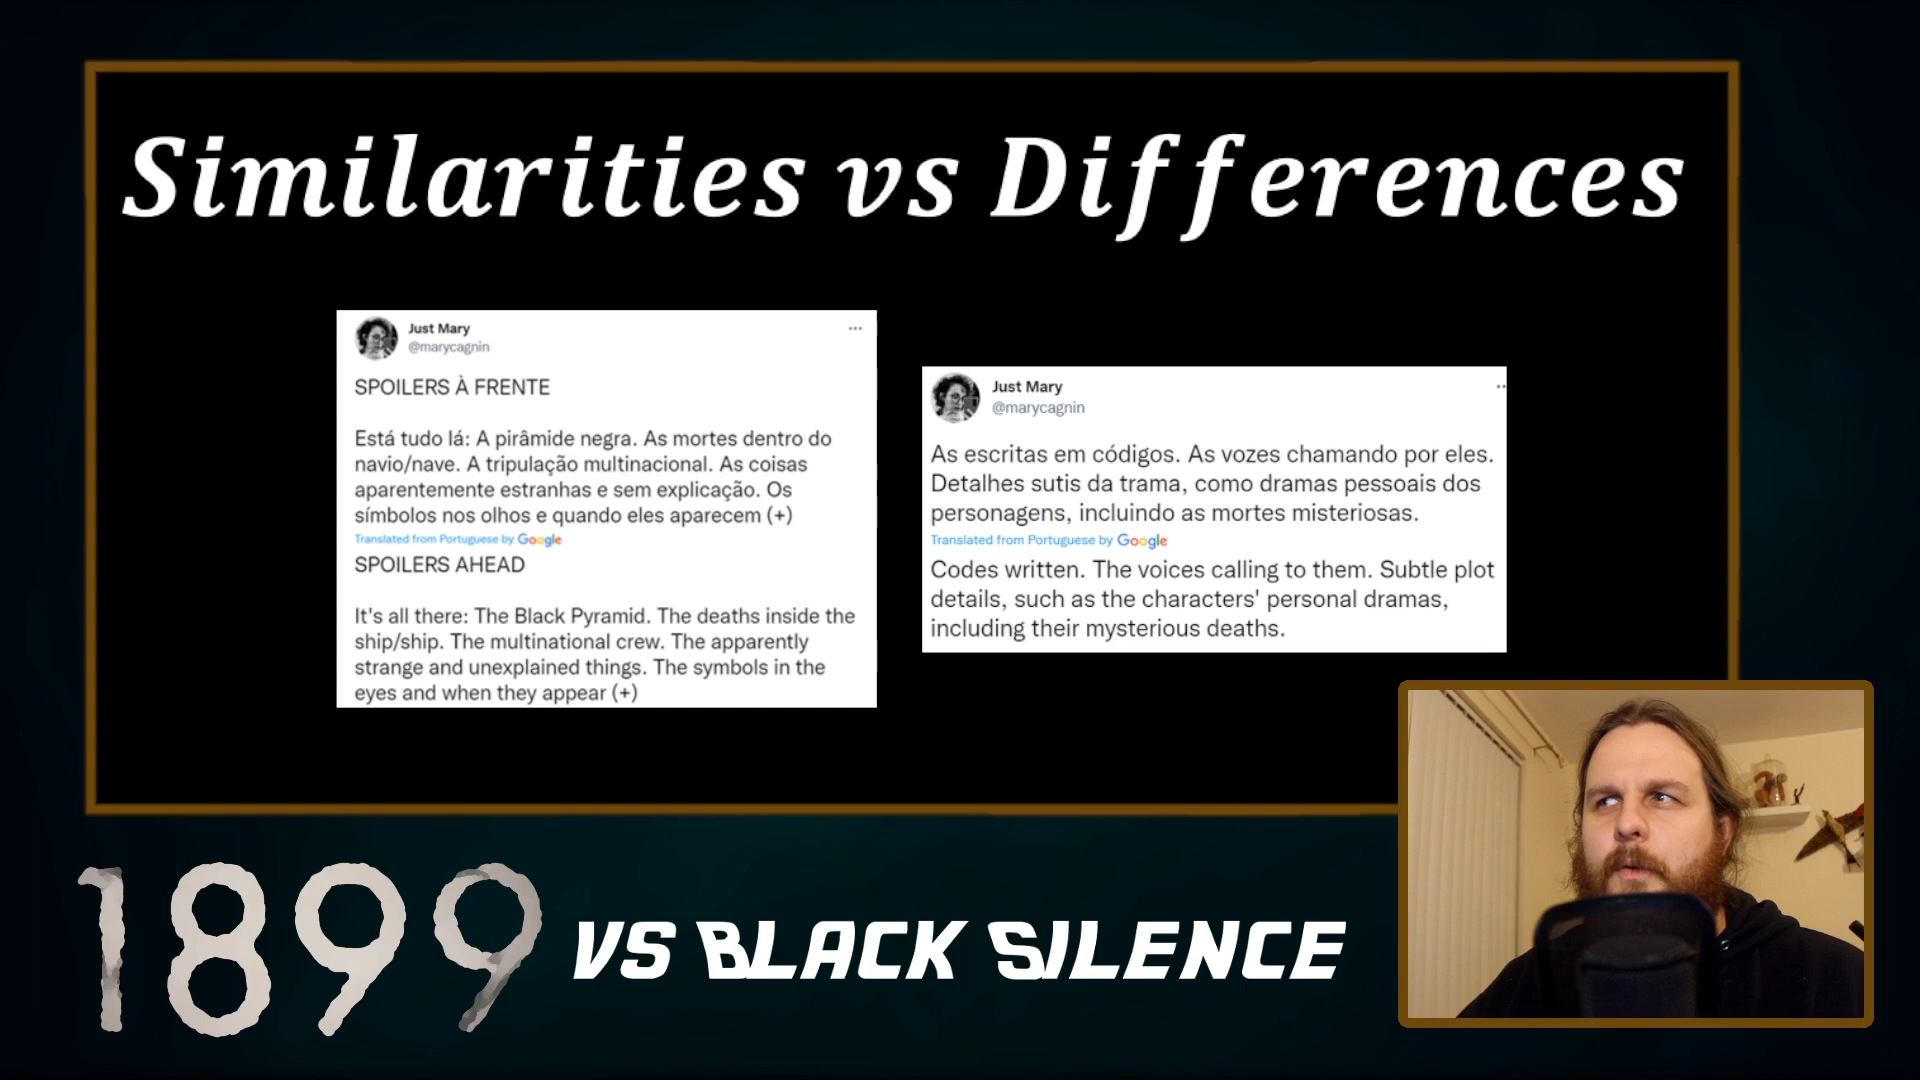 Similarities vs Differences
Just Mary
@marycagnin
SPOILERS À FRENTE
Está tudo lá: A pirâmide negra. As mortes dentro do
navio/nave. A tripulação multinacional. As coisas
aparentemente estranhas e sem explicação. Os
símbolos nos olhos e quando eles aparecem (+)
Translated from Portuguese by Google
SPOILERS AHEAD
It's all there: The Black Pyramid. The deaths inside the
ship/ship. The multinational crew. The apparently
strange and unexplained things. The symbols in the
eyes and when they appear (+)
Just Mary
@marycagnin
As escritas em códigos. As vozes chamando por eles.
Detalhes sutis da trama, como dramas pessoais dos
personagens, incluindo as mortes misteriosas.
Translated from Portuguese by Google
Codes written. The voices calling to them. Subtle plot
details, such as the characters' personal dramas,
including their mysterious deaths.
1899 VS BLACK SILENCE